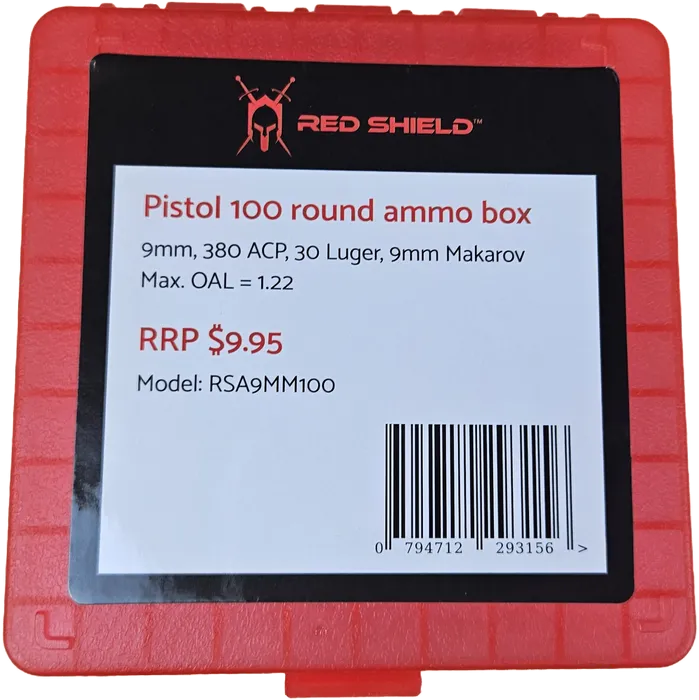 RED SHIELD™
Pistol 100 round ammo box
9mm, 380 ACP, 30 Luger, 9mm Makarov
Max. OAL = 1.22
RRP $9.95
Model: RSA9MM100
0 794712 293156 >